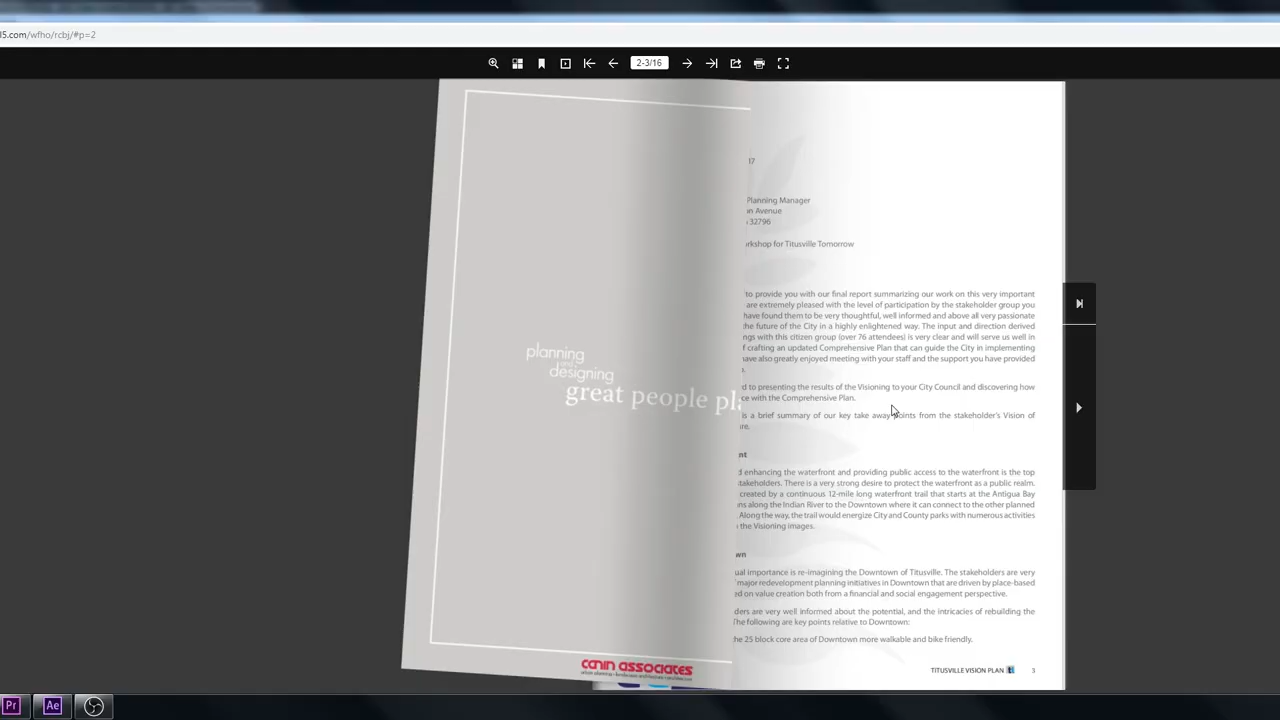 l5.com/wfho/rcbj/#p=2
2-3/16
planning
and
designing
great people
canin associates
Planning Manager
Avenue
32796
for Titusville Tomorrow
to provide you with our final report summarizing our work on this very important
are extremely pleased with the level of participation by the stakeholder group you
have found them to be very thoughtful, well informed and above all very passionate
the future of the City in a highly enlightened way. The input and direction derived
with this citizen group (over 76 attendees) is very clear and will serve us well in
crafting an updated Comprehensive Plan that can guide the City in implementing
have also greatly enjoyed meeting with your staff and the support you have provided
to presenting the results of the Visioning to your City Council and discovering how
with the Comprehensive Plan.
is a brief summary of our key take away points from the stakeholder's Vision of
enhancing the waterfront and providing public access to the waterfront is the top
stakeholders. There is a very strong desire to protect the waterfront as a public realm.
created by a continuous 12-mile long waterfront trail that starts at the Antigua Bay
along the Indian River to the Downtown where it can connect to the other planned
Along the way, the trail would energize City and County parks with numerous activities
the Visioning images.
importance is re-imagining the Downtown of Titusville. The stakeholders are very
major redevelopment planning initiatives in Downtown that are driven by place-based
on value creation both from a financial and social engagement perspective.
are very well informed about the potential, and the intricacies of rebuilding the
The following are key points relative to Downtown:
the 25 block core area of Downtown more walkable and bike friendly.
TITUSVILLE VISION PLAN t 3
Pr
Ae